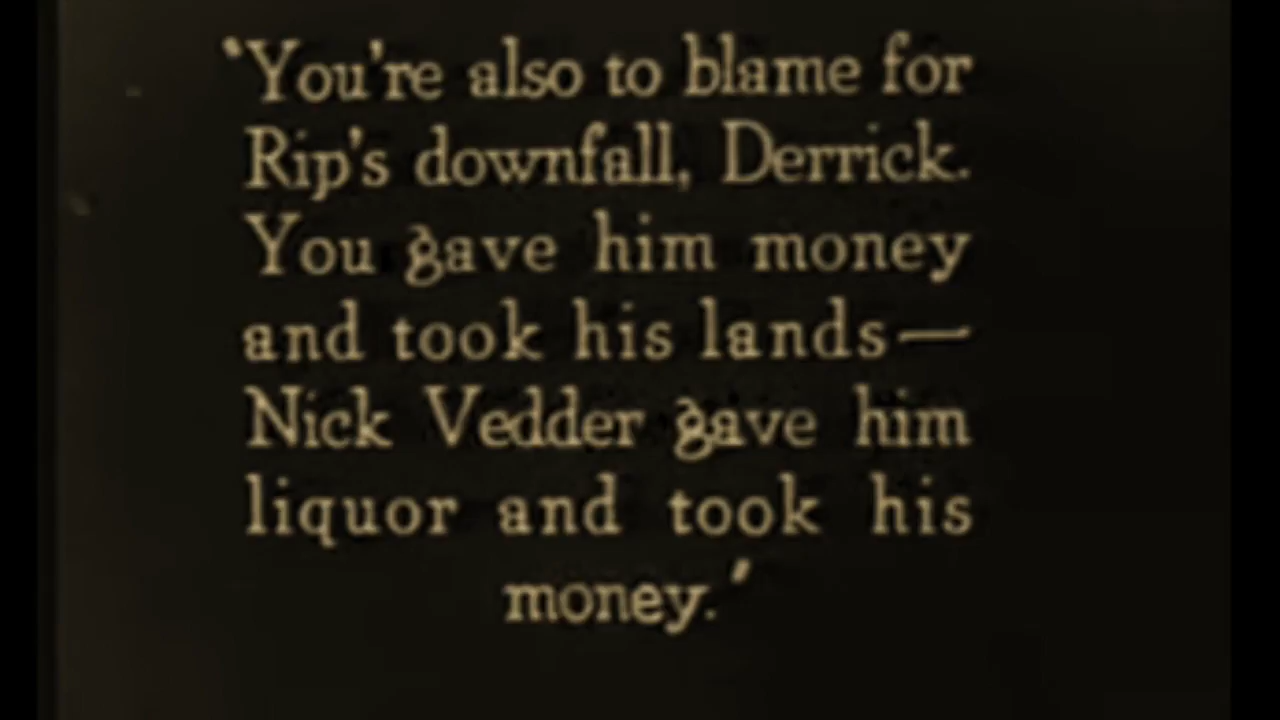 ‘You're also to blame for
Rip's downfall, Derrick.
You gave him money
and took his lands—
Nick Vedder gave him
liquor and took his
money.’